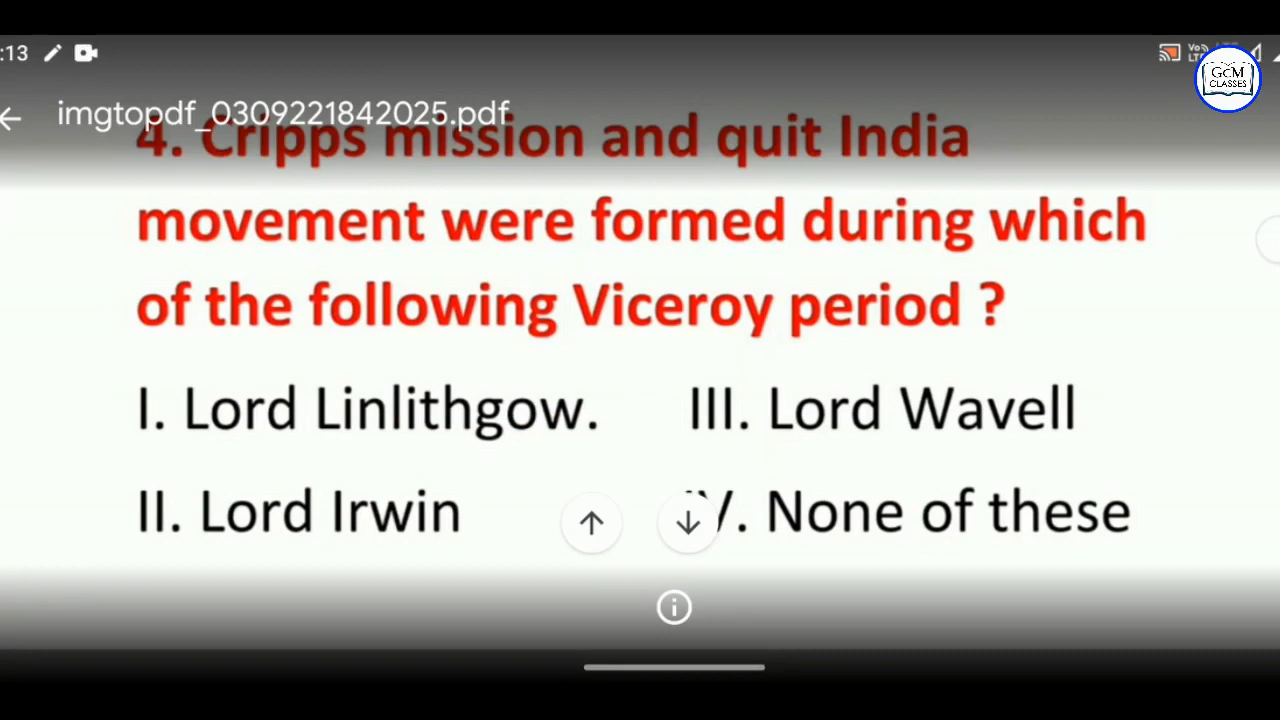 :13
GCM
CLASSES
imgtopdf_0309221842025.pdf
4. Cripps mission and quit India
movement were formed during which
of the following Viceroy period ?
I. Lord Linlithgow. III. Lord Wavell
II. Lord Irwin IV. None of these